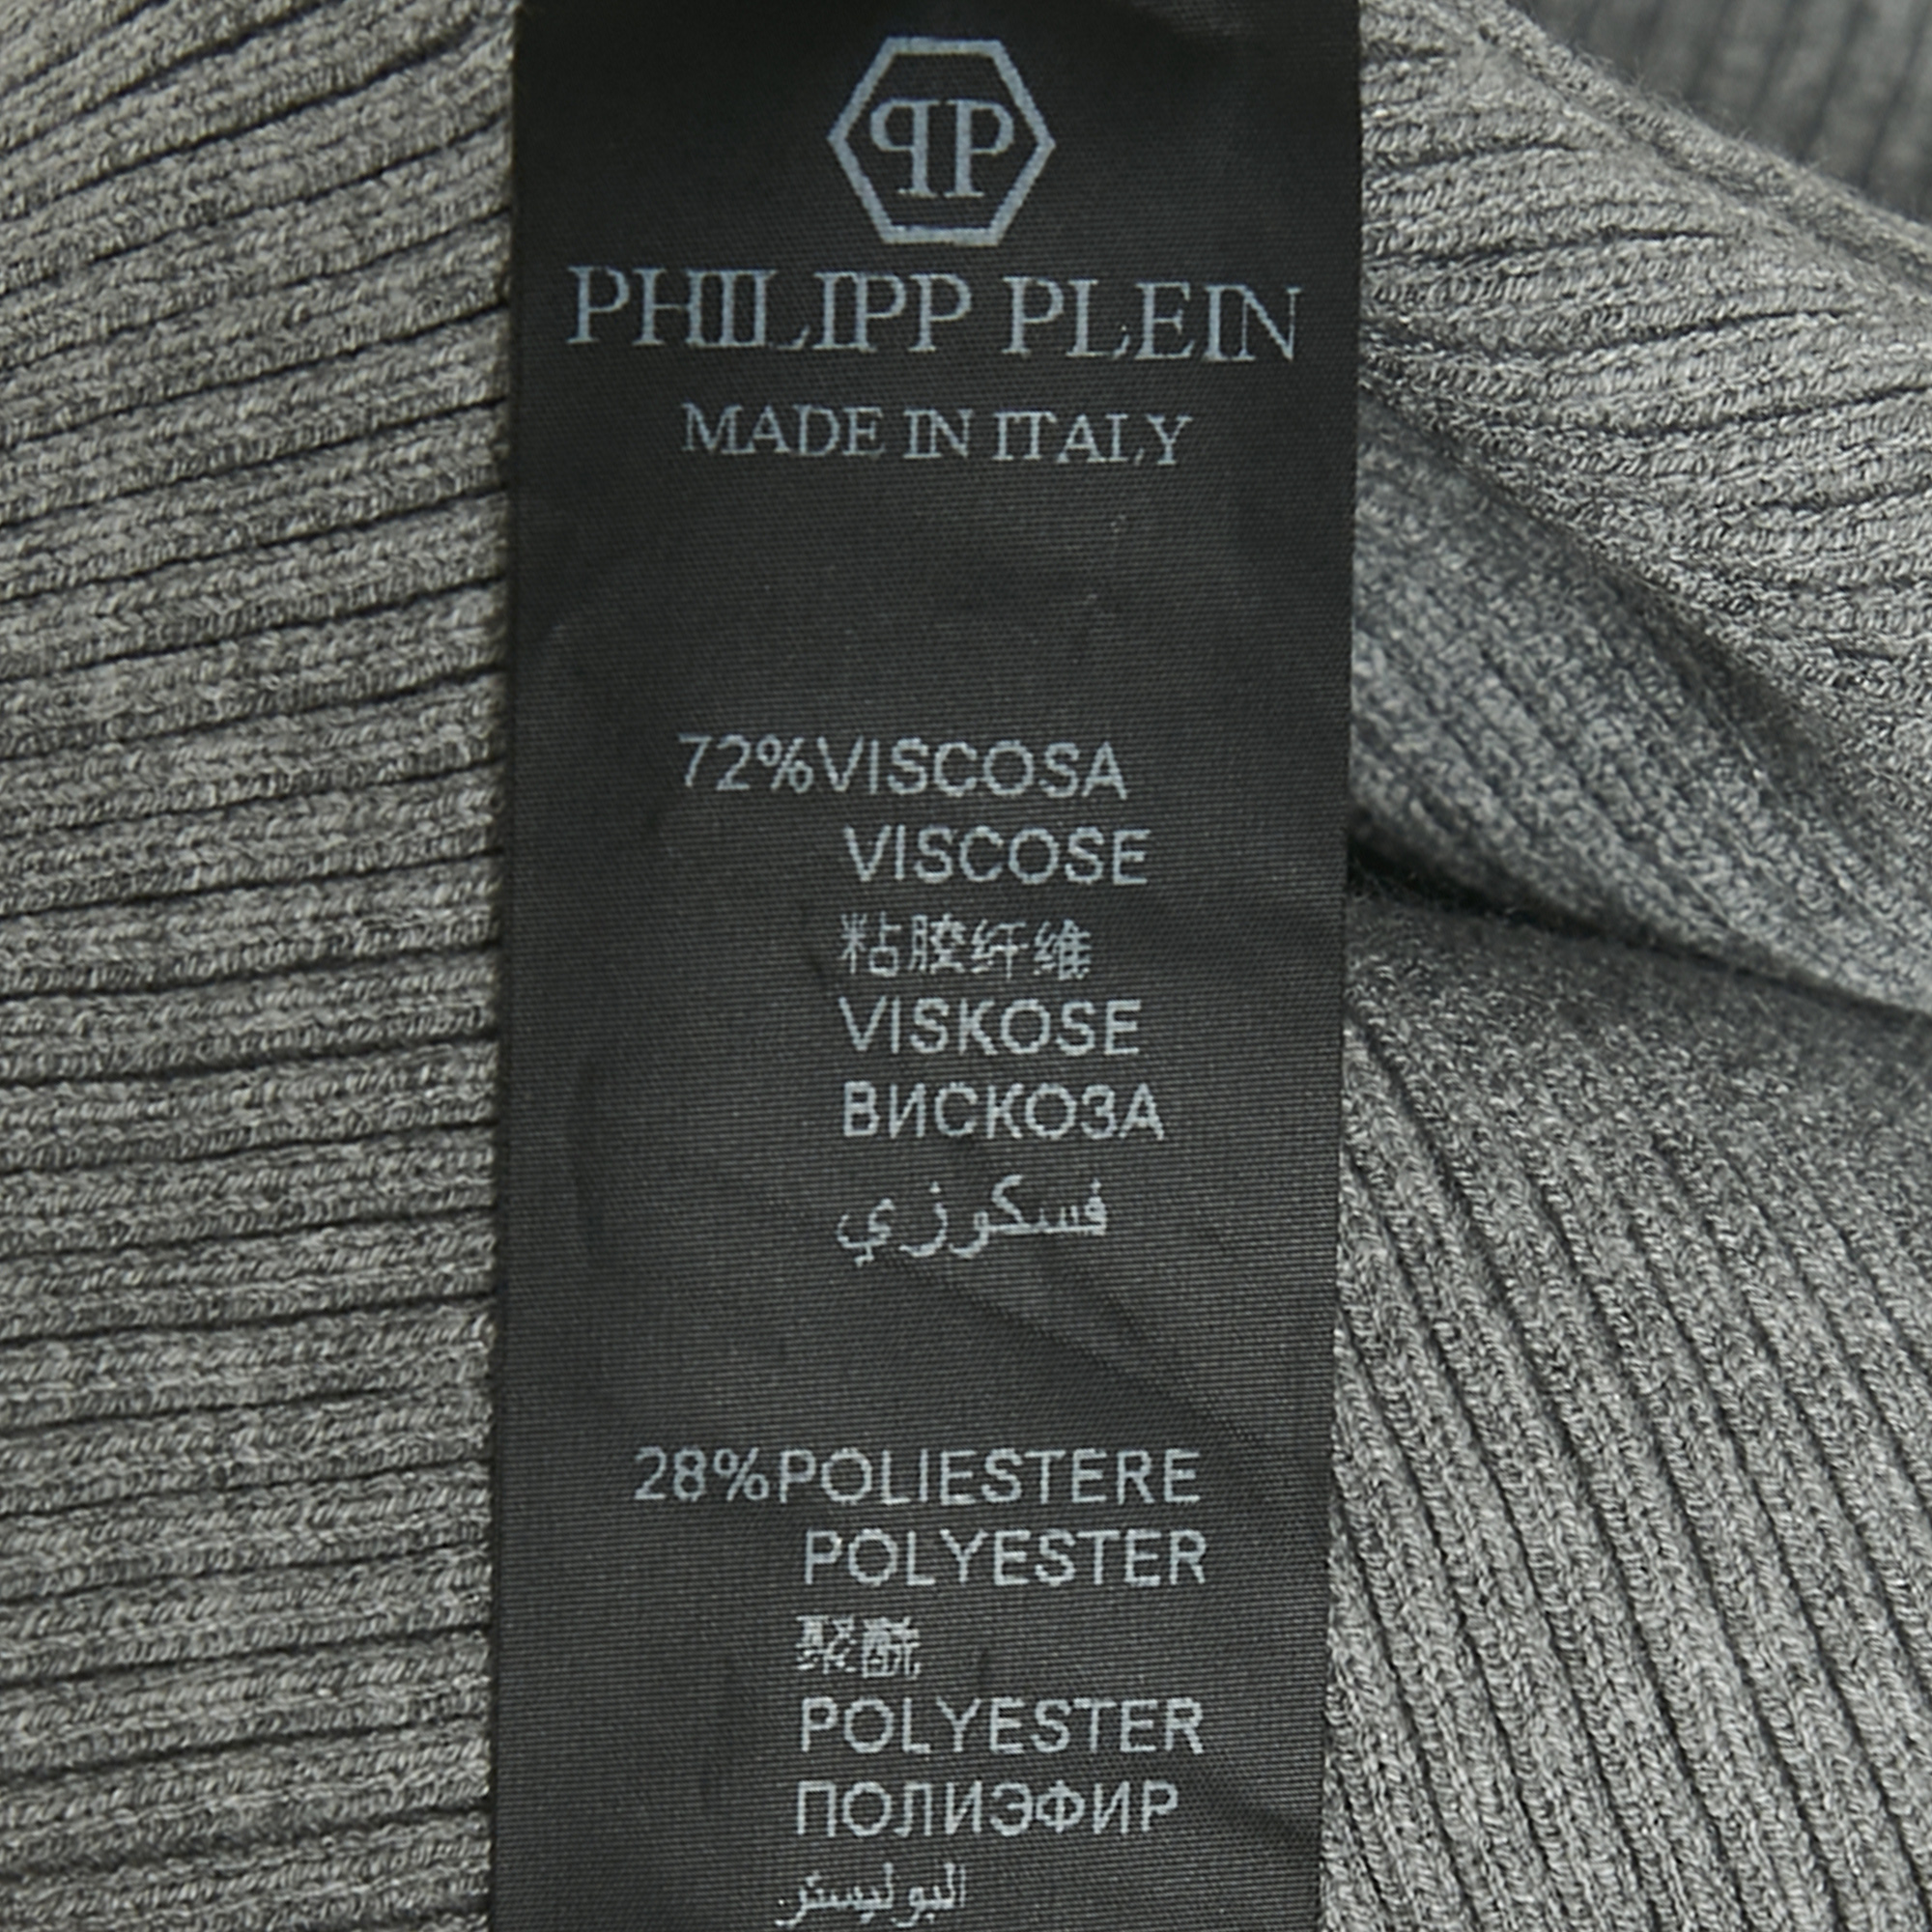 PP
PHILIPP PLEIN
MADE IN ITALY
72%VISCOSA
VISCOSE
粘胶纤维
VISKOSE
ВИСКОЗА
فسكوزي
28%POLIESTERE
POLYESTER
聚酯
POLYESTER
ПОЛИЭФИР
البوليستر